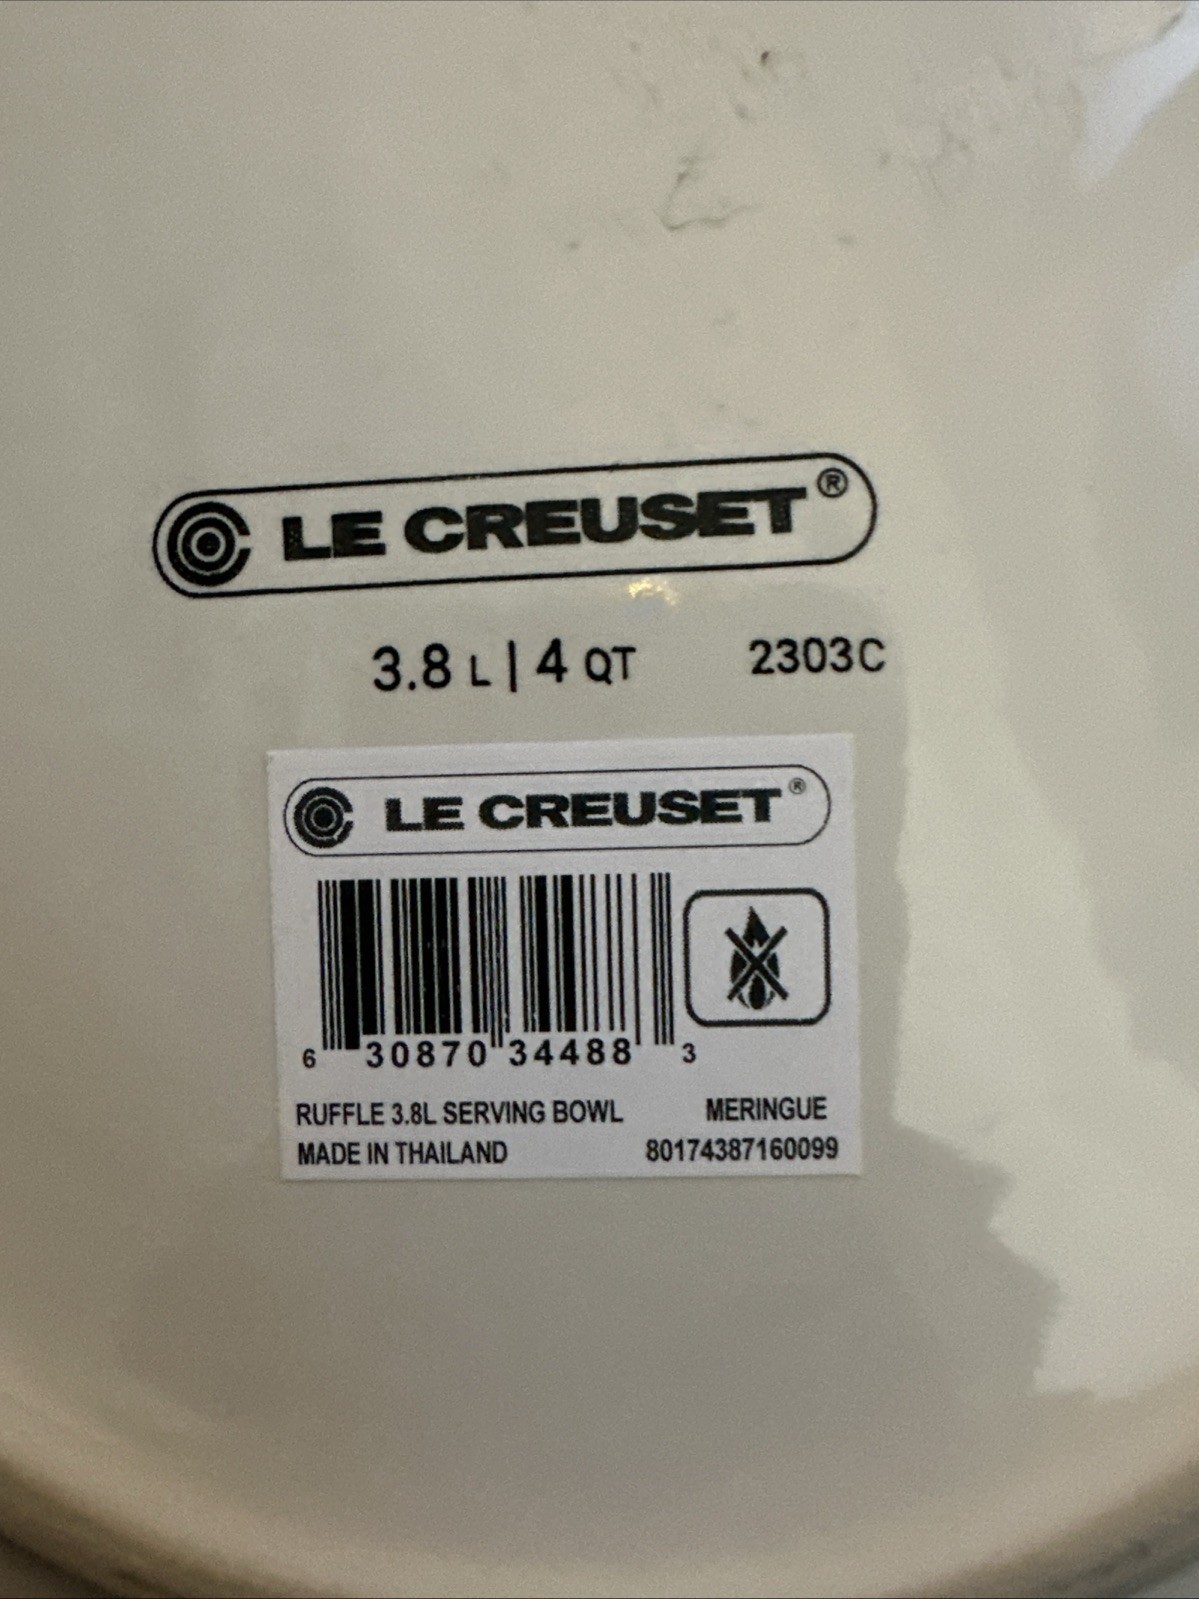 LE CREUSET®
3.8 L | 4 QT 2303C
LE CREUSET®
6 30870 34488 3
RUFFLE 3.8L SERVING BOWL MERINGUE
MADE IN THAILAND 80174387160099